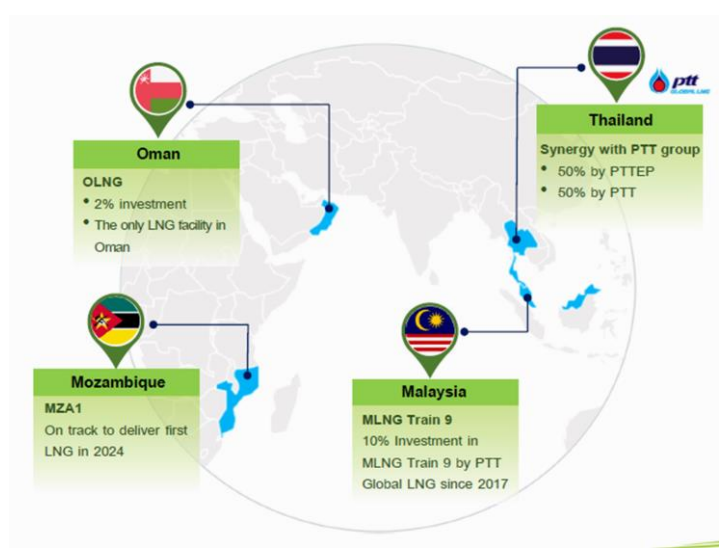 ptt
GLOBAL LNG
Thailand
Synergy with PTT group
• 50% by PTTEP
• 50% by PTT
Oman
OLNG
• 2% investment
• The only LNG facility in
Oman
Mozambique
MZA1
On track to deliver first
LNG in 2024
Malaysia
MLNG Train 9
10% Investment in
MLNG Train 9 by PTT
Global LNG since 2017